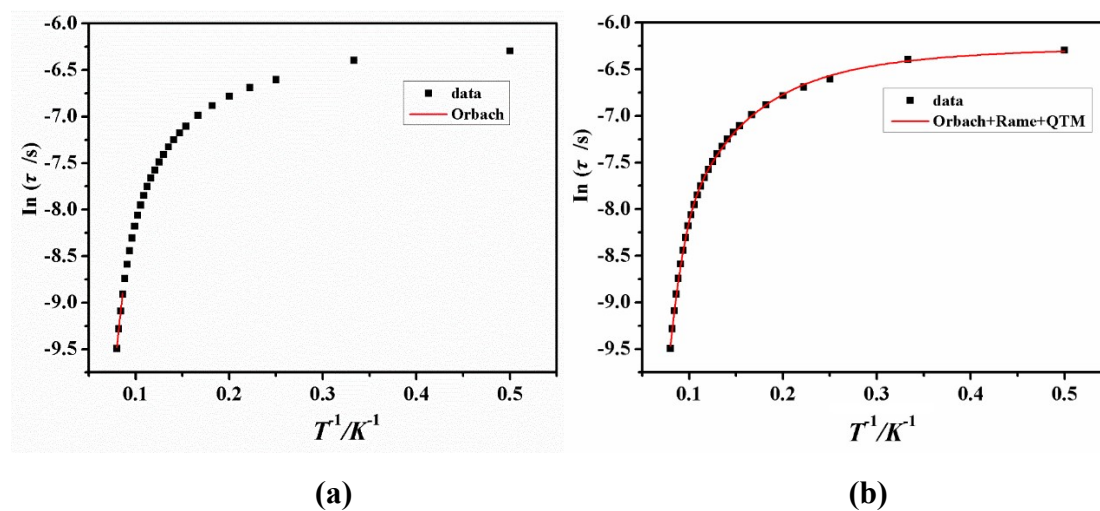 -6.0
-6.5
-7.0
-7.5
-8.0
-8.5
-9.0
-9.5
In (τ /s)
data
Orbach
0.1 0.2 0.3 0.4 0.5
T⁻¹/K⁻¹
(a)
-6.0
-6.5
-7.0
-7.5
-8.0
-8.5
-9.0
-9.5
In (τ /s)
data
Orbach+Rame+QTM
0.1 0.2 0.3 0.4 0.5
T⁻¹/K⁻¹
(b)